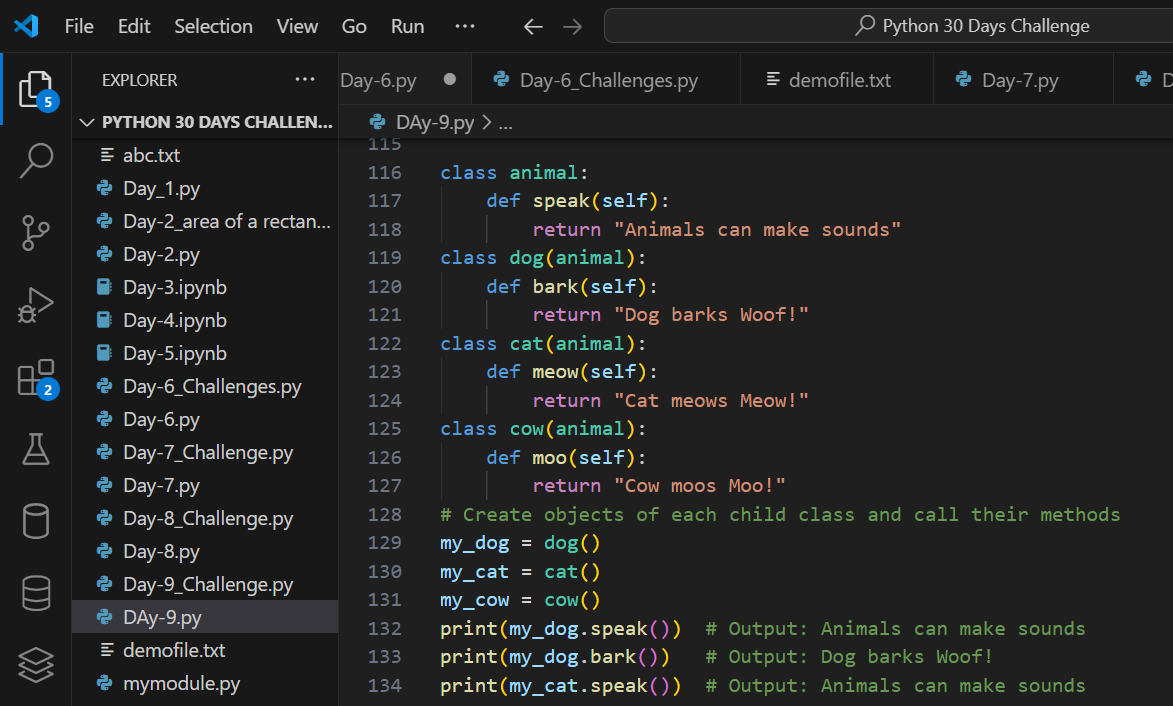 File Edit Selection View Go Run ... Python 30 Days Challenge
EXPLORER ...
Day-6.py Day-6_Challenges.py demofile.txt Day-7.py D
PYTHON 30 DAYS CHALLEN...
5
abc.txt
Day_1.py
Day-2_area of a rectan...
Day-2.py
Day-3.ipynb
Day-4.ipynb
Day-5.ipynb
Day-6_Challenges.py
2
Day-6.py
Day-7_Challenge.py
Day-7.py
Day-8_Challenge.py
Day-8.py
Day-9_Challenge.py
DAy-9.py
demofile.txt
mymodule.py
DAy-9.py > ...
115
116 class animal:
117 def speak(self):
118 return "Animals can make sounds"
119 class dog(animal):
120 def bark(self):
121 return "Dog barks Woof!"
122 class cat(animal):
123 def meow(self):
124 return "Cat meows Meow!"
125 class cow(animal):
126 def moo(self):
127 return "Cow moos Moo!"
128 # Create objects of each child class and call their methods
129 my_dog = dog()
130 my_cat = cat()
131 my_cow = cow()
132 print(my_dog.speak()) # Output: Animals can make sounds
133 print(my_dog.bark()) # Output: Dog barks Woof!
134 print(my_cat.speak()) # Output: Animals can make sounds